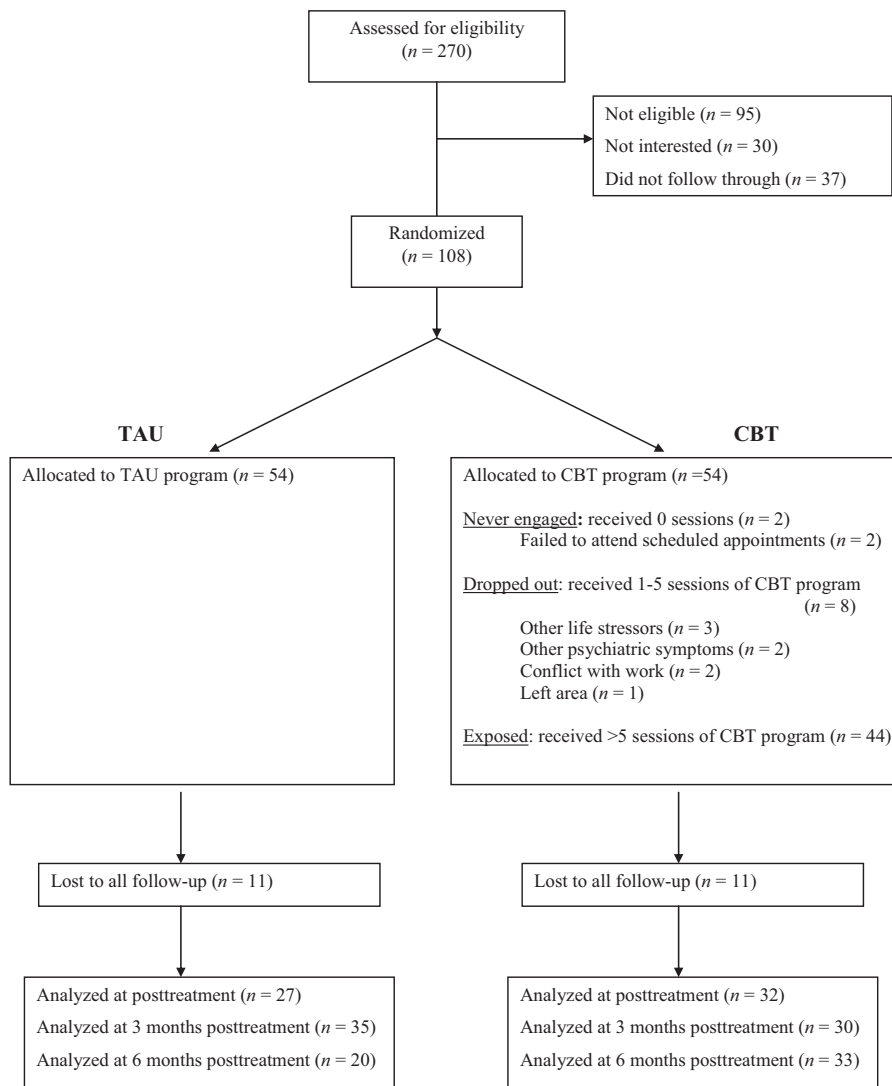 Assessed for eligibility
(n = 270)
Not eligible (n = 95)
Not interested (n = 30)
Did not follow through (n = 37)
Randomized
(n = 108)
TAU
Allocated to TAU program (n = 54)
CBT
Allocated to CBT program (n =54)
Never engaged: received 0 sessions (n = 2)
Failed to attend scheduled appointments (n = 2)
Dropped out: received 1-5 sessions of CBT program
(n = 8)
Other life stressors (n = 3)
Other psychiatric symptoms (n = 2)
Conflict with work (n = 2)
Left area (n = 1)
Exposed: received >5 sessions of CBT program (n = 44)
Lost to all follow-up (n = 11)
Lost to all follow-up (n = 11)
Analyzed at posttreatment (n = 27)
Analyzed at 3 months posttreatment (n = 35)
Analyzed at 6 months posttreatment (n = 20)
Analyzed at posttreatment (n = 32)
Analyzed at 3 months posttreatment (n = 30)
Analyzed at 6 months posttreatment (n = 33)